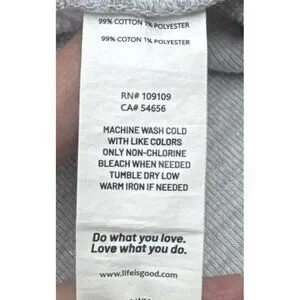 99% COTTON 1% POLYESTER
99% COTTON 1% POLYESTER
RN# 109109
CA# 54656
MACHINE WASH COLD
WITH LIKE COLORS
ONLY NON-CHLORINE
BLEACH WHEN NEEDED
TUMBLE DRY LOW
WARM IRON IF NEEDED
Do what you love.
Love what you do.
www.lifeisgood.com